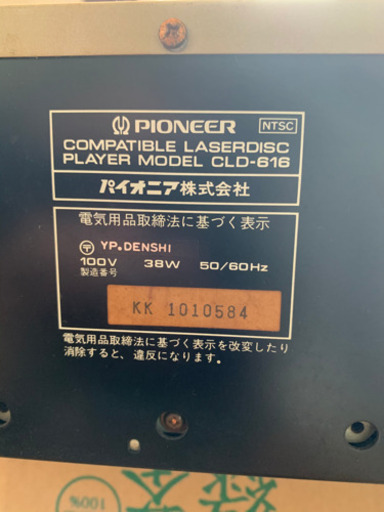 PIONEER NTSC
COMPATIBLE LASERDISC
PLAYER MODEL CLD-616
パイオニア株式会社
電気用品取締法に基づく表示
〒 YP.DENSHI
100V 38W 50/60Hz
製造番号
KK 1010584
電気用品取締法に基づく表示を改変したり
消除すると、違反になります。
100%